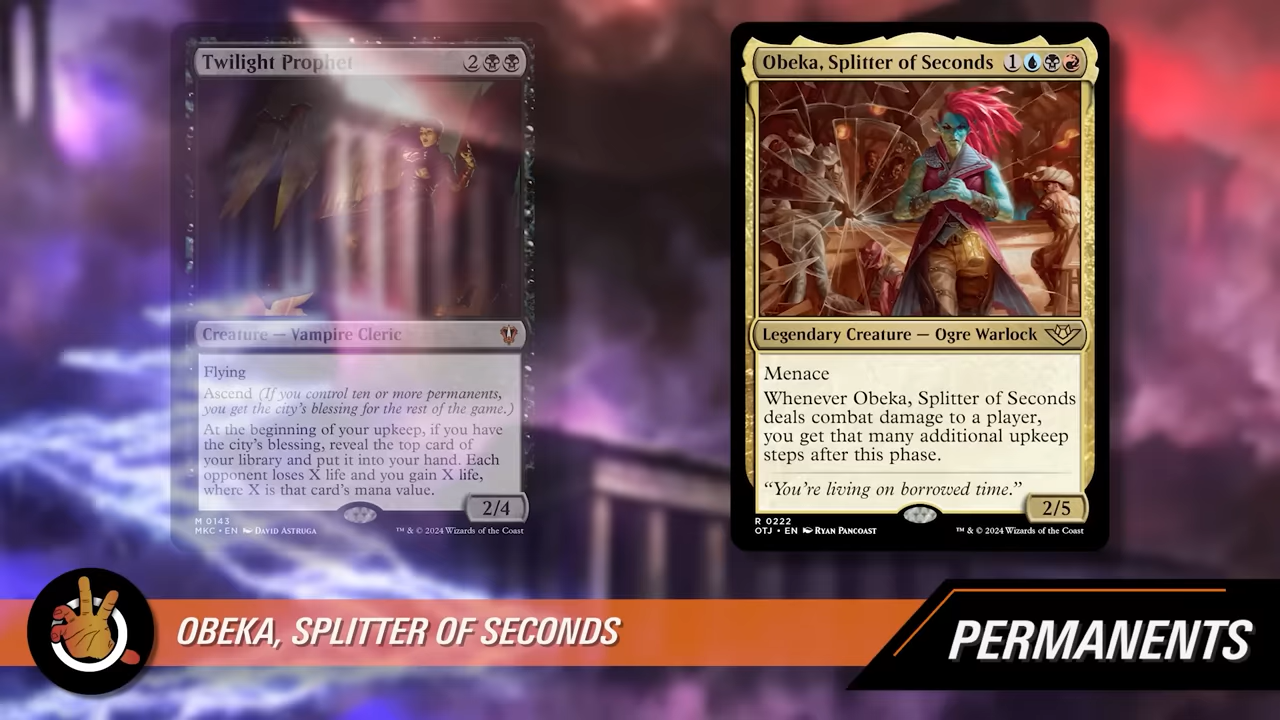 Twilight Prophet 2
Creature — Vampire Cleric
Flying
Ascend (If you control ten or more permanents,
you get the city's blessing for the rest of the game.)
At the beginning of your upkeep, if you have
the city's blessing, reveal the top card of
your library and put it into your hand. Each
opponent loses X life and you gain X life,
where X is that card's mana value.
2/4
M 0143
MKC • EN DAVID ASTRUGA ™ & © 2024 Wizards of the Coast
Obeka, Splitter of Seconds 1
Legendary Creature — Ogre Warlock
Menace
Whenever Obeka, Splitter of Seconds
deals combat damage to a player,
you get that many additional upkeep
steps after this phase.
“You're living on borrowed time.”
2/5
R 0222
OTJ • EN RYAN PANCOAST ™ & © 2024 Wizards of the Coast
OBEKA, SPLITTER OF SECONDS
PERMANENTS